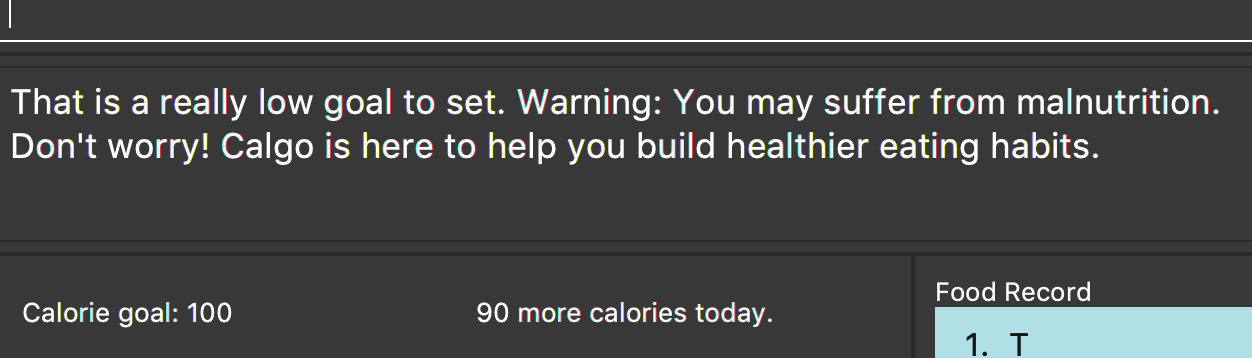 That is a really low goal to set. Warning: You may suffer from malnutrition.
Don't worry! Calgo is here to help you build healthier eating habits.
Calorie goal: 100
90 more calories today.
Food Record
1. T